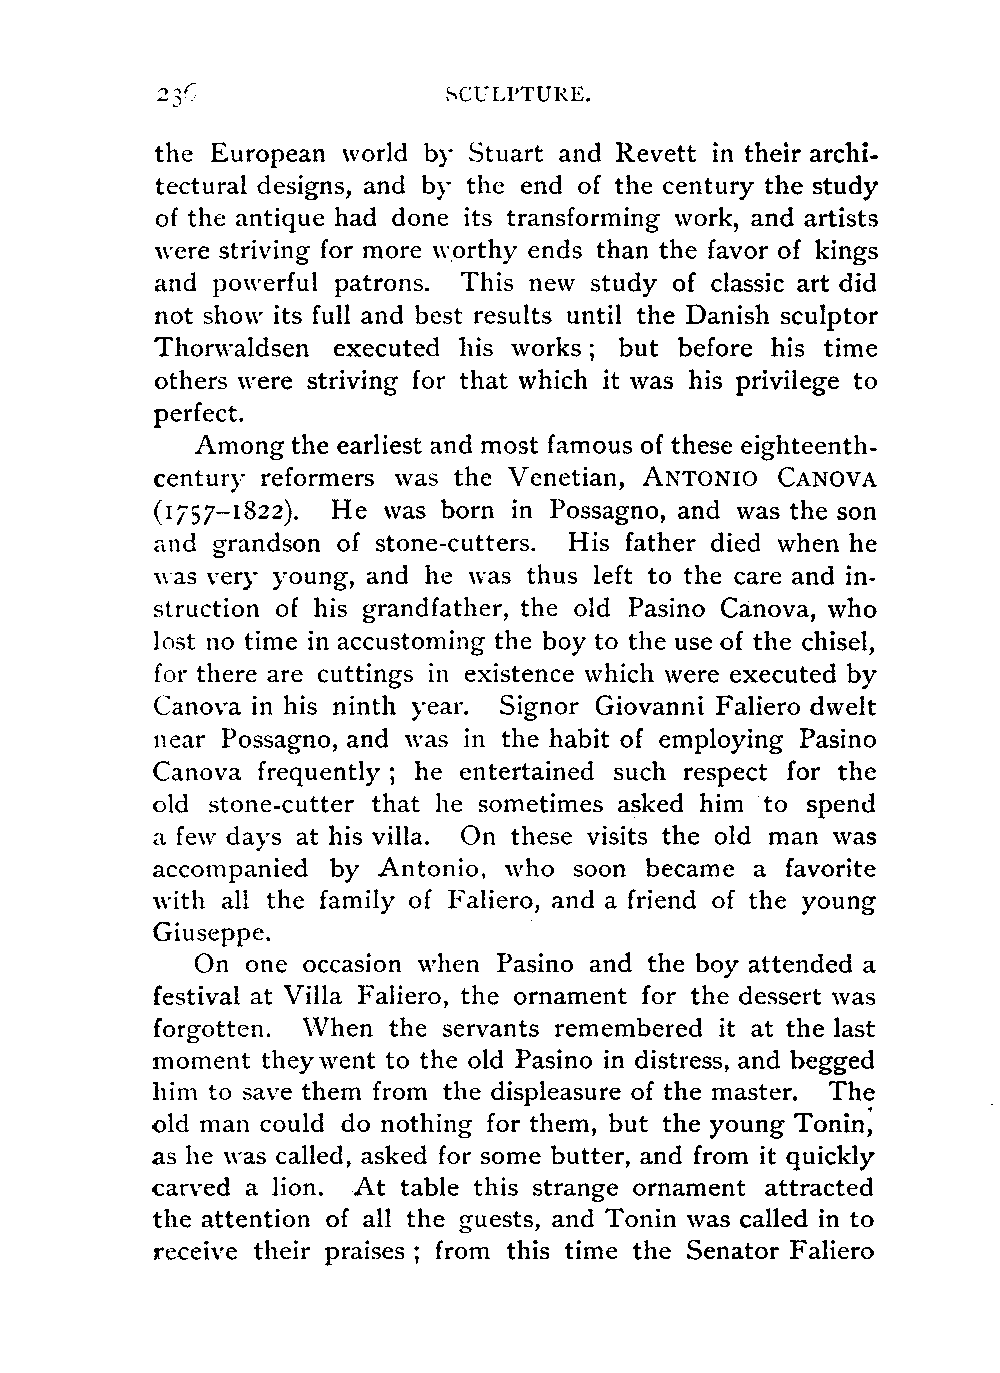 236 SCULPTURE.
the European world by Stuart and Revett in their archi-
tectural designs, and by the end of the century the study
of the antique had done its transforming work, and artists
were striving for more worthy ends than the favor of kings
and powerful patrons. This new study of classic art did
not show its full and best results until the Danish sculptor
Thorwaldsen executed his works; but before his time
others were striving for that which it was his privilege to
perfect.
Among the earliest and most famous of these eighteenth-
century reformers was the Venetian, ANTONIO CANOVA
(1757–1822). He was born in Possagno, and was the son
and grandson of stone-cutters. His father died when he
was very young, and he was thus left to the care and in-
struction of his grandfather, the old Pasino Canova, who
lost no time in accustoming the boy to the use of the chisel,
for there are cuttings in existence which were executed by
Canova in his ninth year. Signor Giovanni Faliero dwelt
near Possagno, and was in the habit of employing Pasino
Canova frequently; he entertained such respect for the
old stone-cutter that he sometimes asked him to spend
a few days at his villa. On these visits the old man was
accompanied by Antonio, who soon became a favorite
with all the family of Faliero, and a friend of the young
Giuseppe.
On one occasion when Pasino and the boy attended a
festival at Villa Faliero, the ornament for the dessert was
forgotten. When the servants remembered it at the last
moment they went to the old Pasino in distress, and begged
him to save them from the displeasure of the master. The
old man could do nothing for them, but the young Tonin,
as he was called, asked for some butter, and from it quickly
carved a lion. At table this strange ornament attracted
the attention of all the guests, and Tonin was called in to
receive their praises; from this time the Senator Faliero